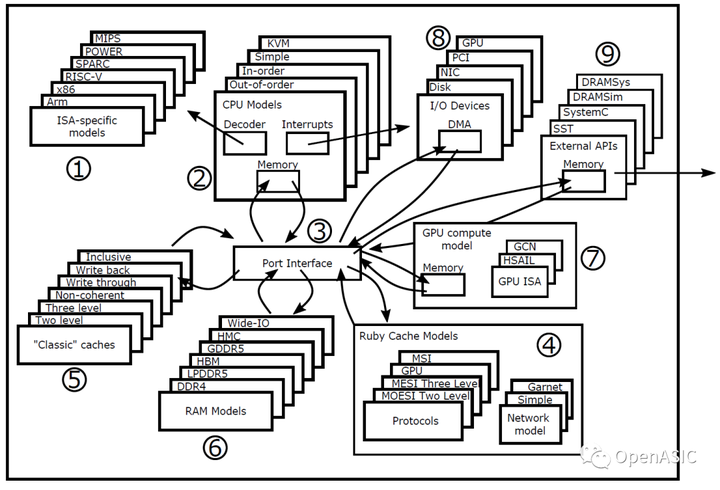 MIPS
POWER
SPARC
RISC-V
x86
Arm
ISA-specific
models
①
KVM
Simple
In-order
Out-of-order
CPU Models
Decoder Interrupts
Memory
②
⑧
GPU
PCI
NIC
Disk
I/O Devices
DMA
⑨
DRAMSys
DRAMSim
SystemC
SST
External APIs
Memory
③
Port Interface
GPU compute
model
Memory
GCN
HSAIL
GPU ISA
⑦
Inclusive
Write back
Write through
Non-coherent
Three level
Two level
"Classic" caches
⑤
Wide-IO
HMC
GDDR5
HBM
LPDDR5
DDR4
RAM Models
⑥
Ruby Cache Models
④
MSI
GPU
MESI Three Level
MOESI Two Level
Protocols
Garnet
Simple
Network
model
OpenASIC